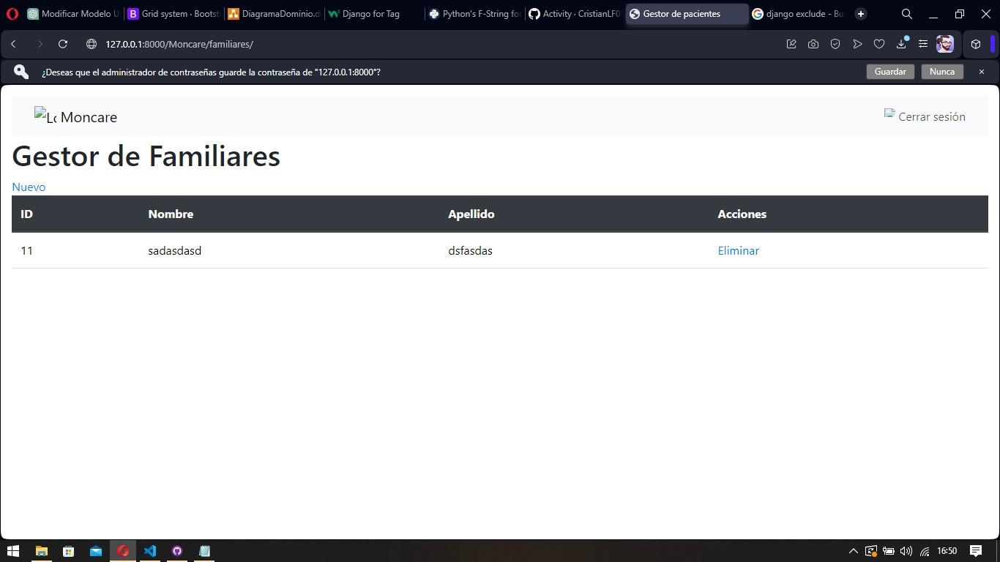 Modificar Modelo U
Grid system · Bootst
DiagramaDominio.d
Django for Tag
Python's F-String for
Activity · CristianLF0
Gestor de pacientes
django exclude - Bu
127.0.0.1:8000/Moncare/familiares/
¿Deseas que el administrador de contraseñas guarde la contraseña de "127.0.0.1:8000"?
Guardar
Nunca
Lo Moncare
Cerrar sesión
Gestor de Familiares
Nuevo
ID Nombre Apellido Acciones
11 sadasdasd dsfasdas Eliminar
16:50